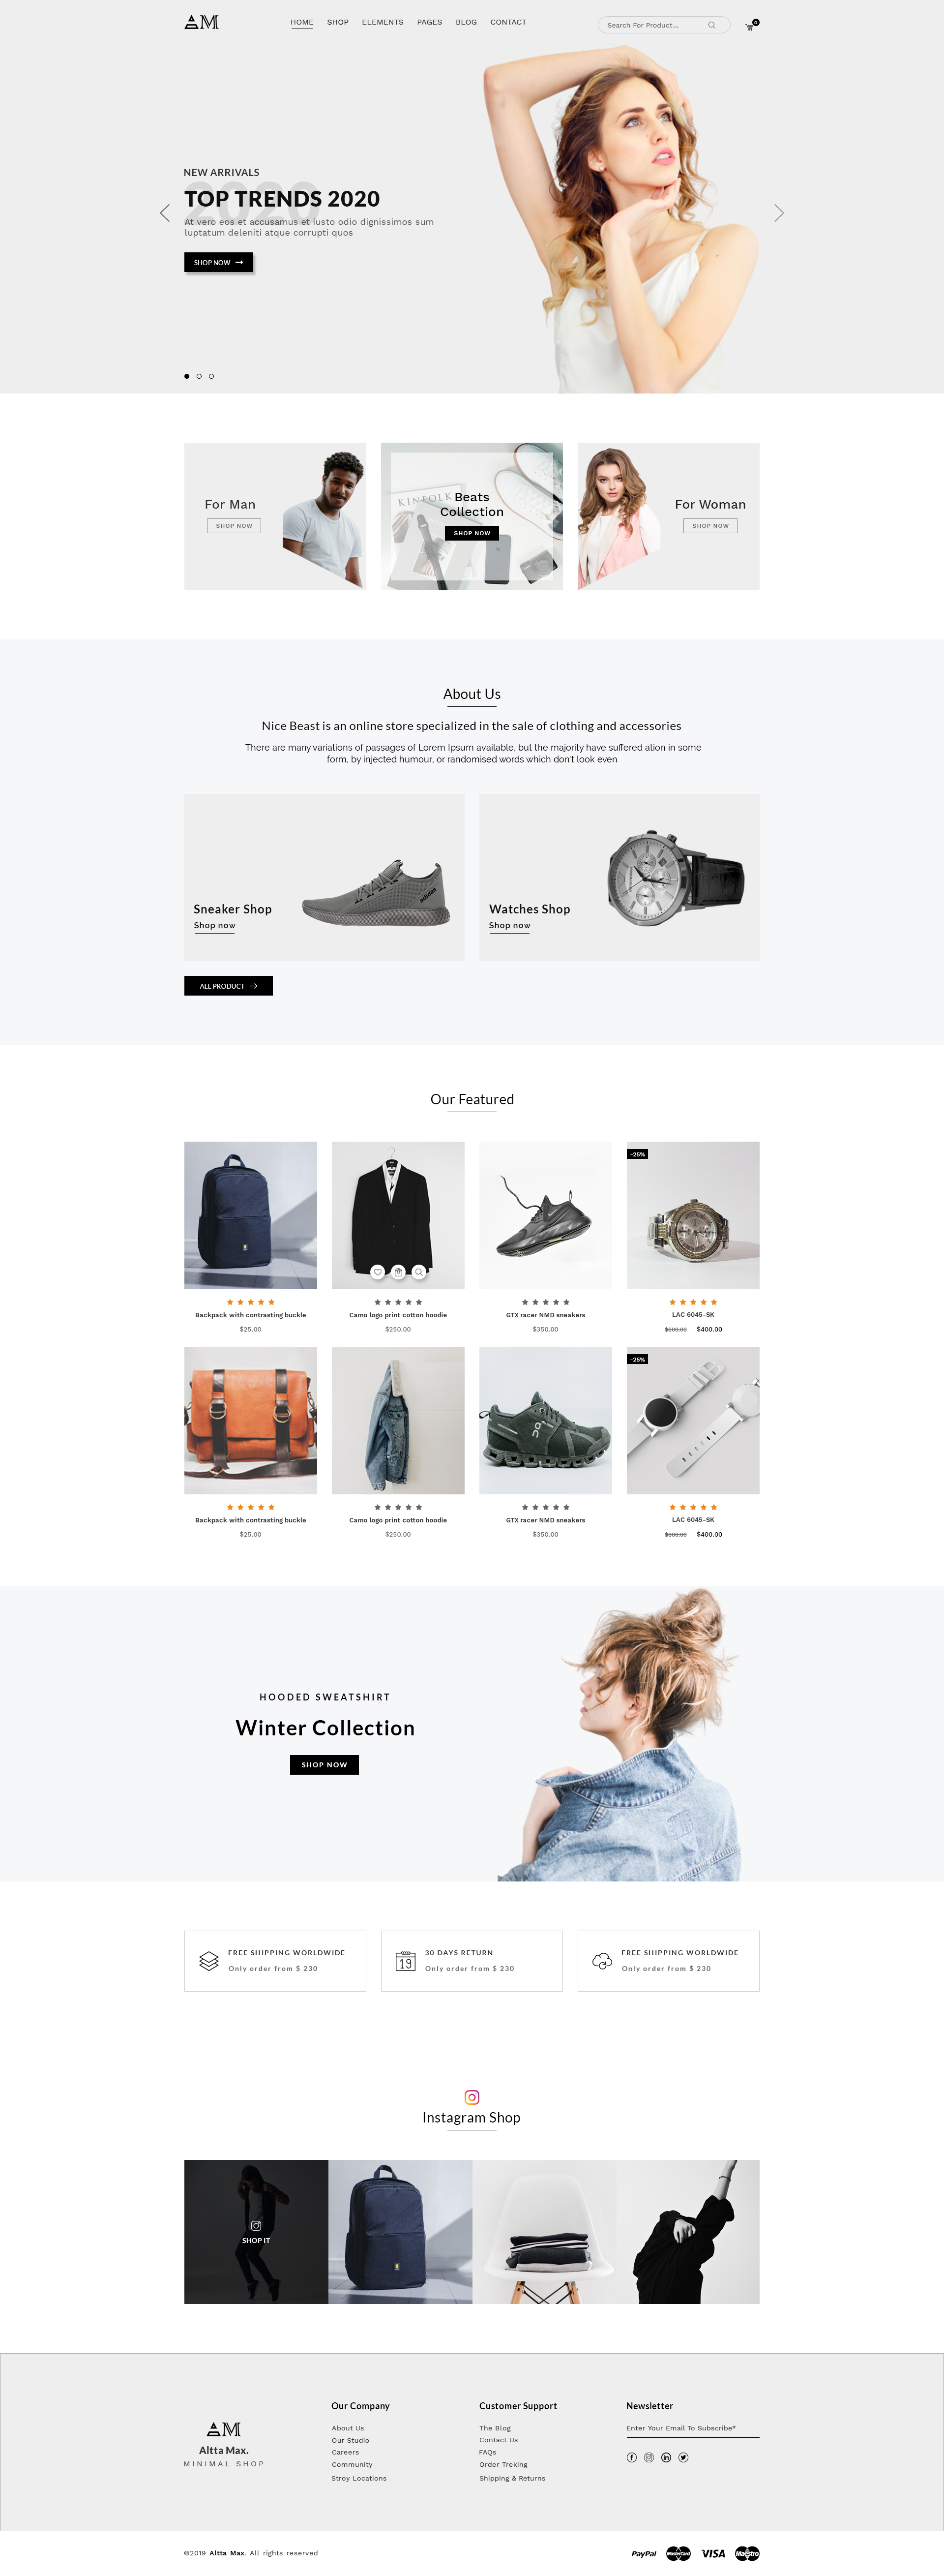 AM
HOME SHOP ELEMENTS PAGES BLOG CONTACT
Search For Product...
0
NEW ARRIVALS
2020
TOP TRENDS 2020
At vero eos et accusamus et iusto odio dignissimos sum
luptatum deleniti atque corrupti quos
SHOP NOW
For Man
SHOP NOW
KINFOLK
Beats
Collection
SHOP NOW
For Woman
SHOP NOW
About Us
Nice Beast is an online store specialized in the sale of clothing and accessories
There are many variations of passages of Lorem Ipsum available, but the majority have suffered ation in some
form, by injected humour, or randomised words which don't look even
adidas
Sneaker Shop
Shop now
Watches Shop
Shop now
ALL PRODUCT
Our Featured
-25%
Backpack with contrasting buckle
$25.00
Camo logo print cotton hoodie
$250.00
GTX racer NMD sneakers
$350.00
LAC 6045-SK
$600.00 $400.00
-25%
Backpack with contrasting buckle
$25.00
Camo logo print cotton hoodie
$250.00
GTX racer NMD sneakers
$350.00
LAC 6045-SK
$600.00 $400.00
HOODED SWEATSHIRT
Winter Collection
SHOP NOW
FREE SHIPPING WORLDWIDE
Only order from $ 230
19
30 DAYS RETURN
Only order from $ 230
FREE SHIPPING WORLDWIDE
Only order from $ 230
Instagram Shop
SHOP IT
AM
Altta Max.
MINIMAL SHOP
Our Company
About Us
Our Studio
Careers
Community
Stroy Locations
Customer Support
The Blog
Contact Us
FAQs
Order Treking
Shipping & Returns
Newsletter
Enter Your Email To Subscribe*
©2019 Altta Max. All rights reserved
PayPal MasterCard VISA Maestro